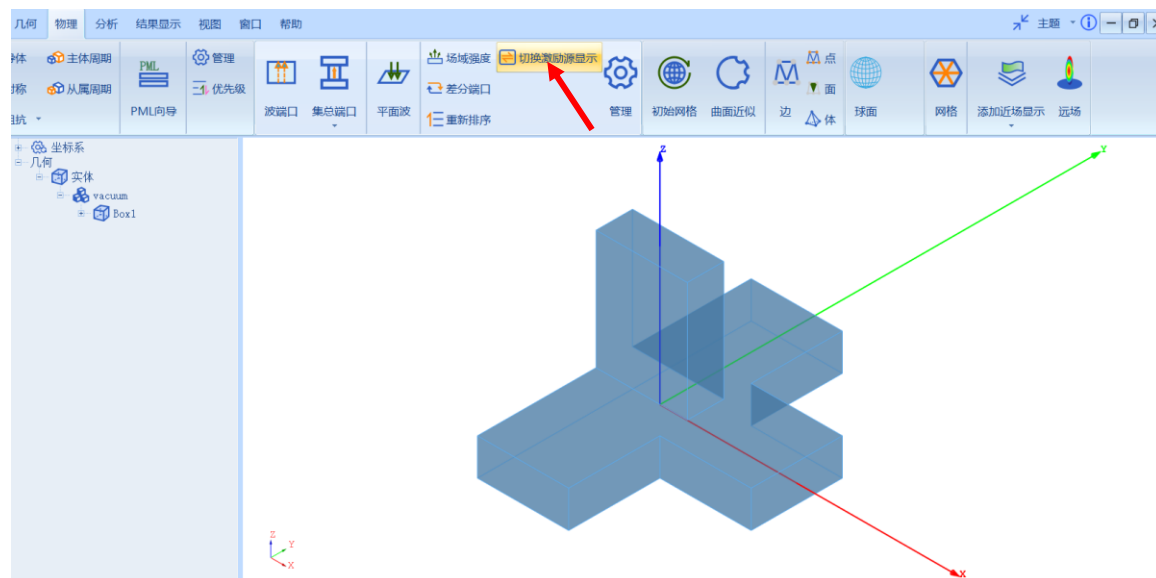 几何 物理 分析 结果显示 视图 窗口 帮助 主题
主体周期 PML 管理 场域强度 切换激励源显示 点
从属周期 优先级 差分端口 面
PML向导 波端口 集总端口 平面波 重新排序 管理 初始网格 曲面近似 边 体 球面 网格 添加近场显示 远场
坐标系
几何
实体
vacuum
Box1
Z
Y
X
Z
Y
X